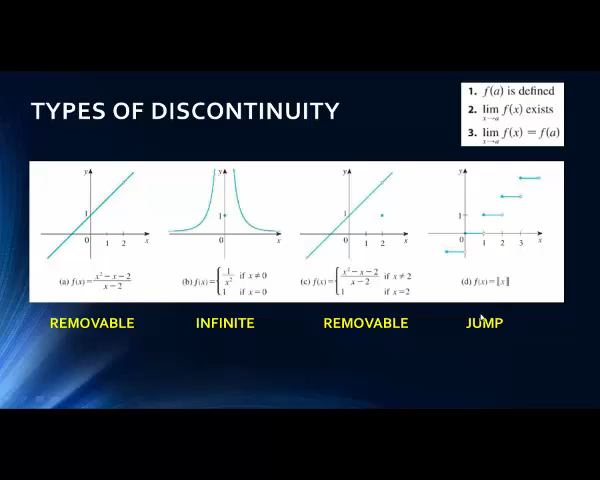 1. f(a) is defined
TYPES OF DISCONTINUITY
2. lim x→a f(x) exists
3. lim x→a f(x) = f(a)
y y y y
1 1 1 1
0 1 2 x 0 x 0 1 2 x 0 1 2 3 x
(a) f(x) = x² − x − 2 / x − 2
(b) f(x) = { 1 / x² if x ≠ 0
1 if x = 0
(c) f(x) = { x² − x − 2 / x − 2 if x ≠ 2
1 if x = 2
(d) f(x) = ⟦x⟧
REMOVABLE INFINITE REMOVABLE JUMP